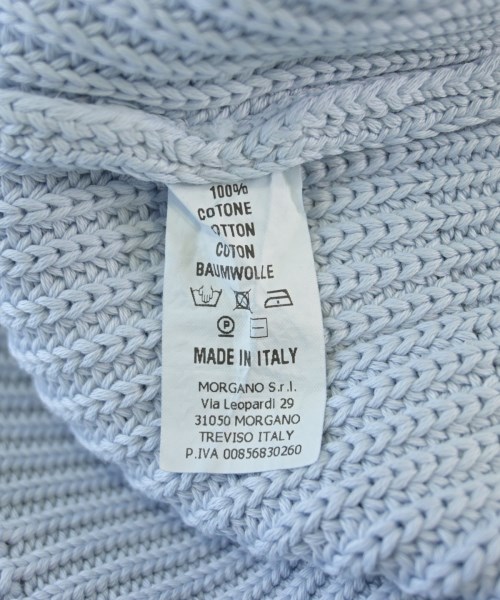 100%
COTONE
COTTON
COTON
BAUMWOLLE
MADE IN ITALY
MORGANO S.r.l.
Via Leopardi 29
31050 MORGANO
TREVISO ITALY
P.IVA 00856830260